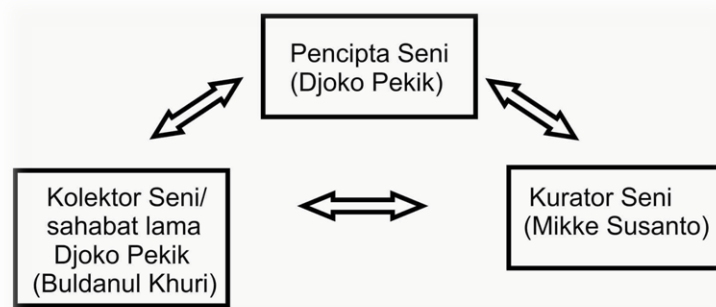 Pencipta Seni
(Djoko Pekik)
Kolektor Seni/
sahabat lama
Djoko Pekik
(Buldanul Khuri)
Kurator Seni
(Mikke Susanto)